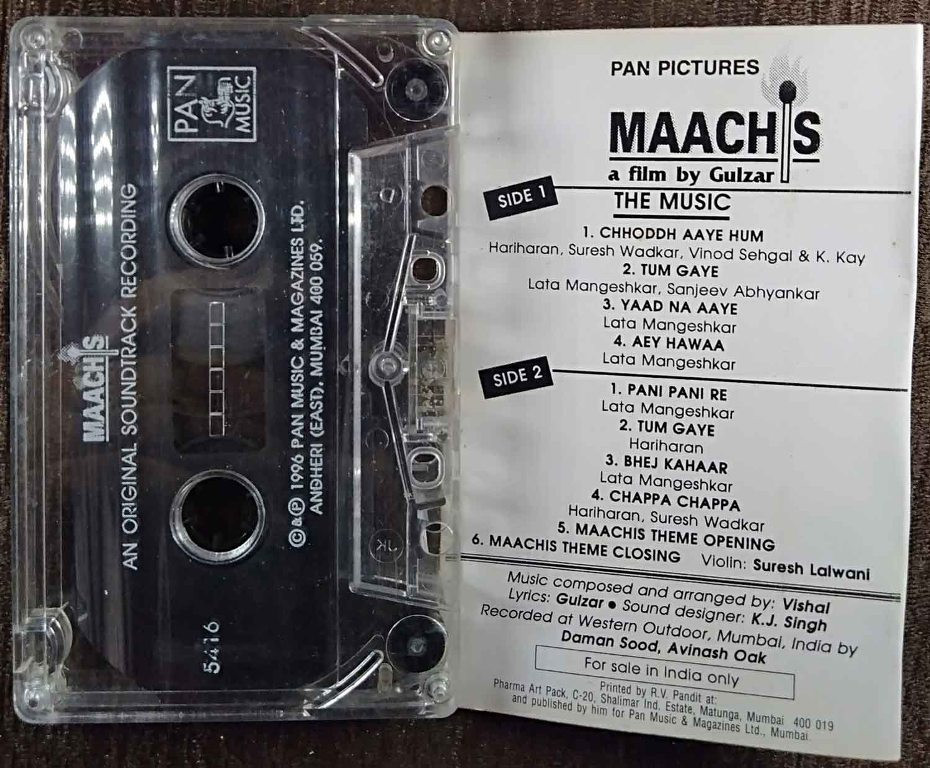 PAN
MUSIC
MAACHIS
AN ORIGINAL SOUNDTRACK RECORDING
©&℗ 1996 PAN MUSIC & MAGAZINES LTD.
ANDHERI (EAST), MUMBAI 400 059.
5416
PAN PICTURES
MAACHIS
a film by Gulzar
SIDE 1
THE MUSIC
1. CHHODDH AAYE HUM
Hariharan, Suresh Wadkar, Vinod Sehgal & K. Kay
2. TUM GAYE
Lata Mangeshkar, Sanjeev Abhyankar
3. YAAD NA AAYE
Lata Mangeshkar
4. AEY HAWAA
Lata Mangeshkar
SIDE 2
1. PANI PANI RE
Lata Mangeshkar
2. TUM GAYE
Hariharan
3. BHEJ KAHAAR
Lata Mangeshkar
4. CHAPPA CHAPPA
Hariharan, Suresh Wadkar
5. MAACHIS THEME OPENING
6. MAACHIS THEME CLOSING Violin: Suresh Lalwani
Music composed and arranged by: Vishal
Lyrics: Gulzar • Sound designer: K.J. Singh
Recorded at Western Outdoor, Mumbai, India by
Daman Sood, Avinash Oak
For sale in India only
Printed by R.V. Pandit at:
Pharma Art Pack, C-20, Shalimar Ind. Estate, Matunga, Mumbai 400 019
and published by him for Pan Music & Magazines Ltd., Mumbai